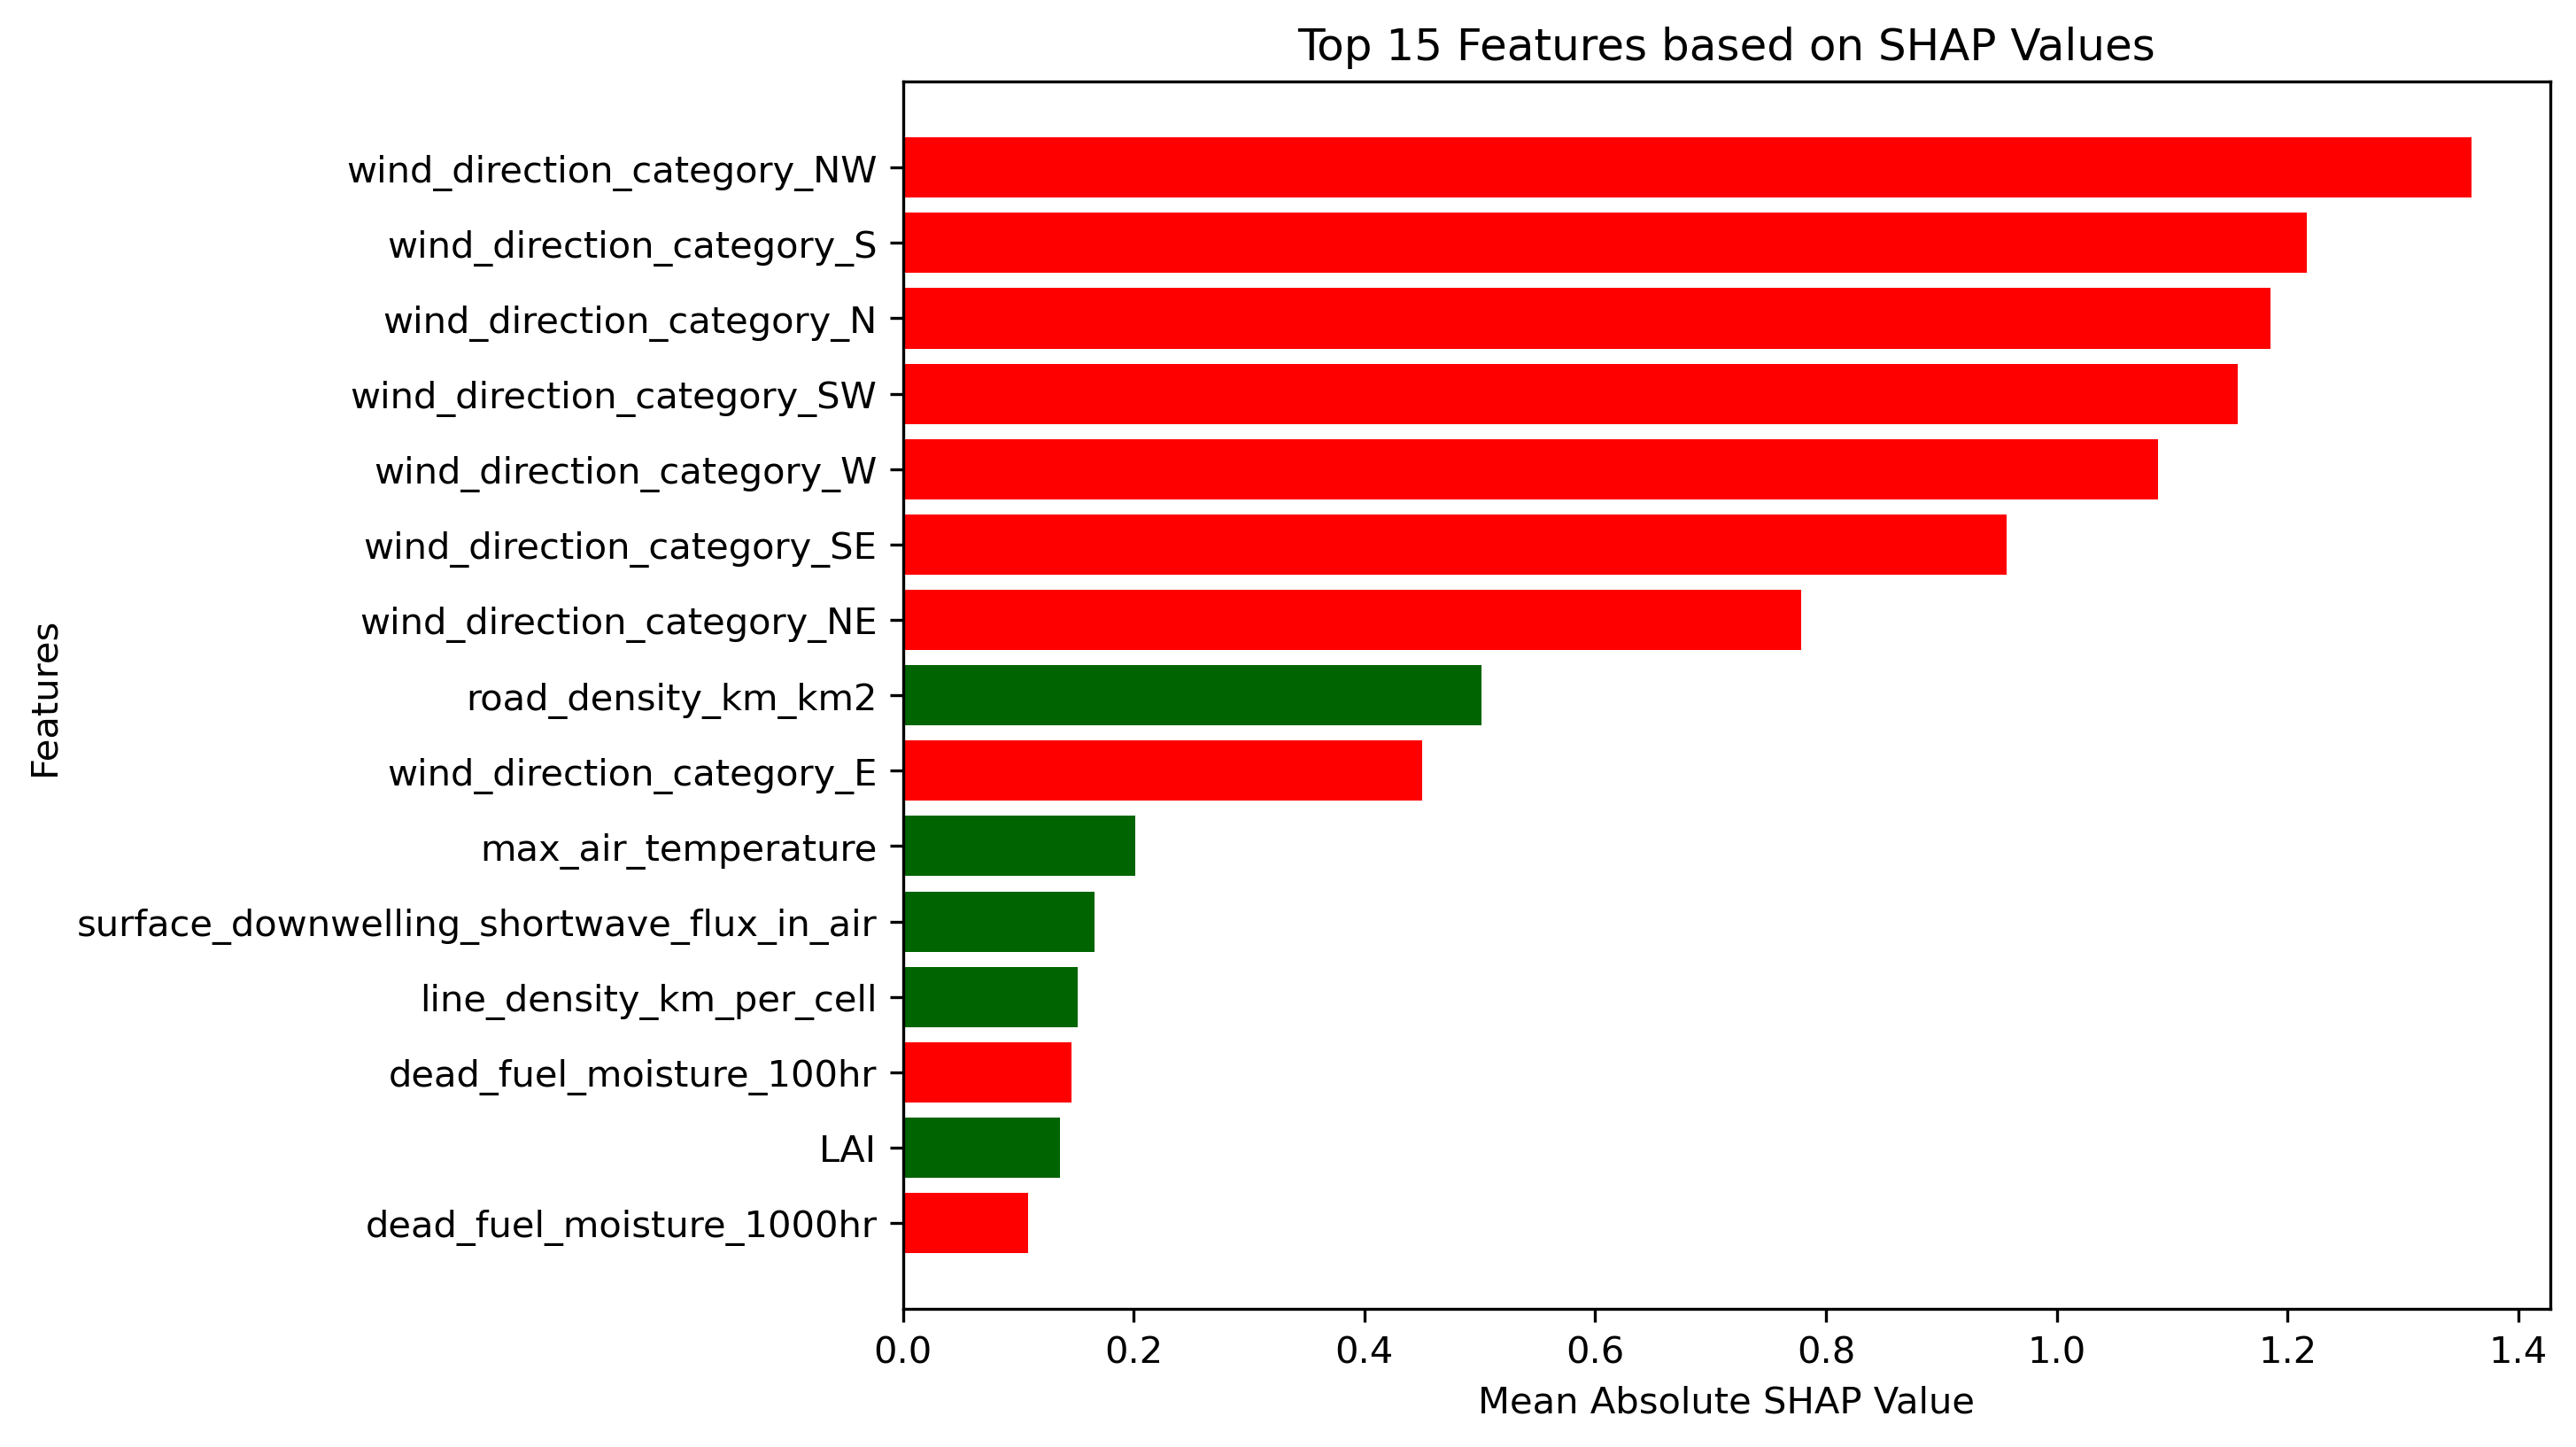 Top 15 Features based on SHAP Values
wind_direction_category_NW
wind_direction_category_S
wind_direction_category_N
wind_direction_category_SW
wind_direction_category_W
wind_direction_category_SE
wind_direction_category_NE
road_density_km_km2
wind_direction_category_E
max_air_temperature
surface_downwelling_shortwave_flux_in_air
line_density_km_per_cell
dead_fuel_moisture_100hr
LAI
dead_fuel_moisture_1000hr
Features
0.0 0.2 0.4 0.6 0.8 1.0 1.2 1.4
Mean Absolute SHAP Value